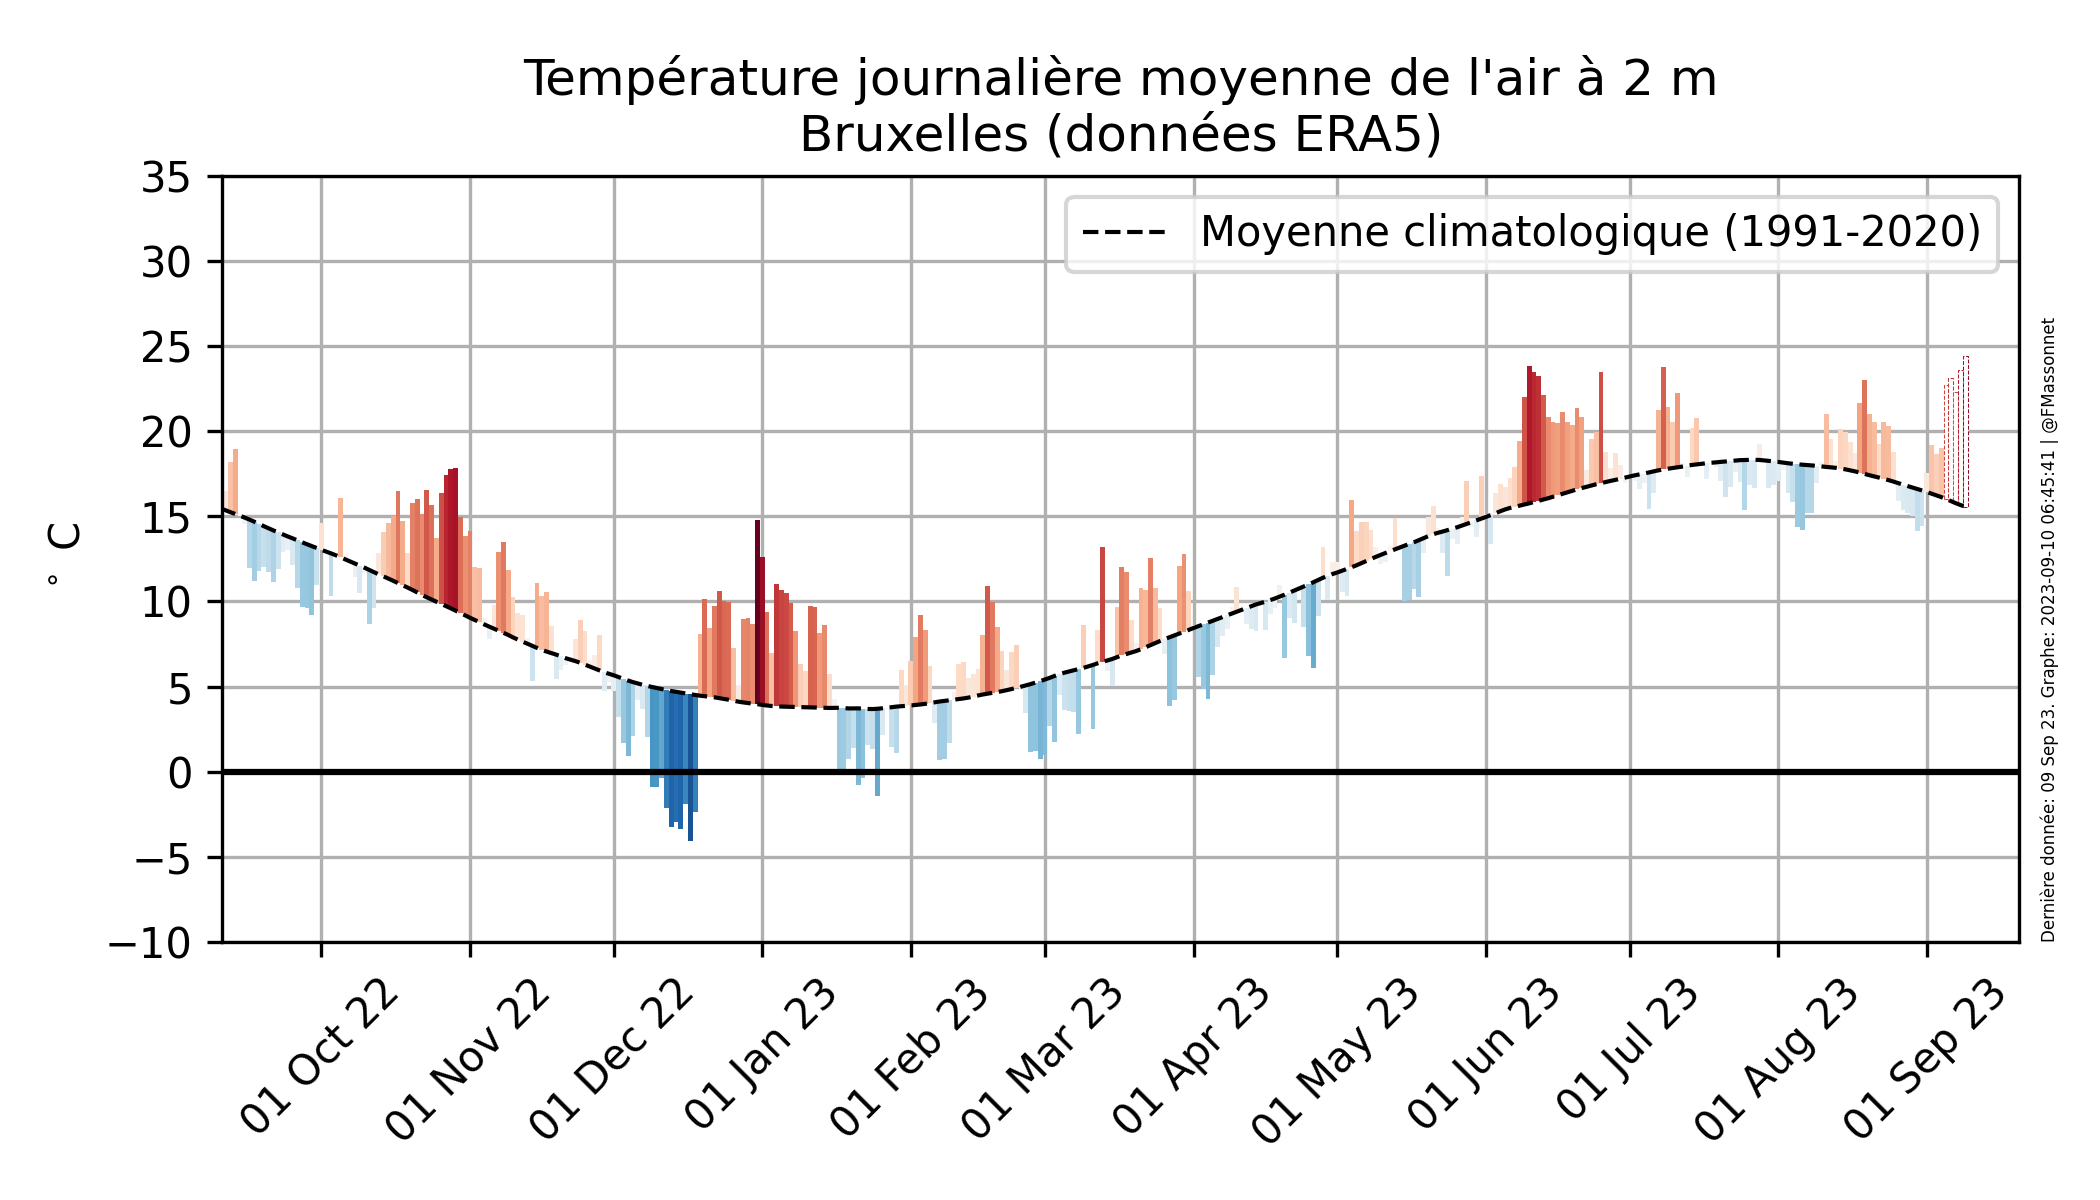 Température journalière moyenne de l'air à 2 m
Bruxelles (données ERA5)
35
30
25
20
15
10
5
0
−5
−10
° C
Moyenne climatologique (1991-2020)
01 Oct 22
01 Nov 22
01 Dec 22
01 Jan 23
01 Feb 23
01 Mar 23
01 Apr 23
01 May 23
01 Jun 23
01 Jul 23
01 Aug 23
01 Sep 23
Dernière donnée: 09 Sep 23. Graphe: 2023-09-10 06:45:41 | @FMassonnet